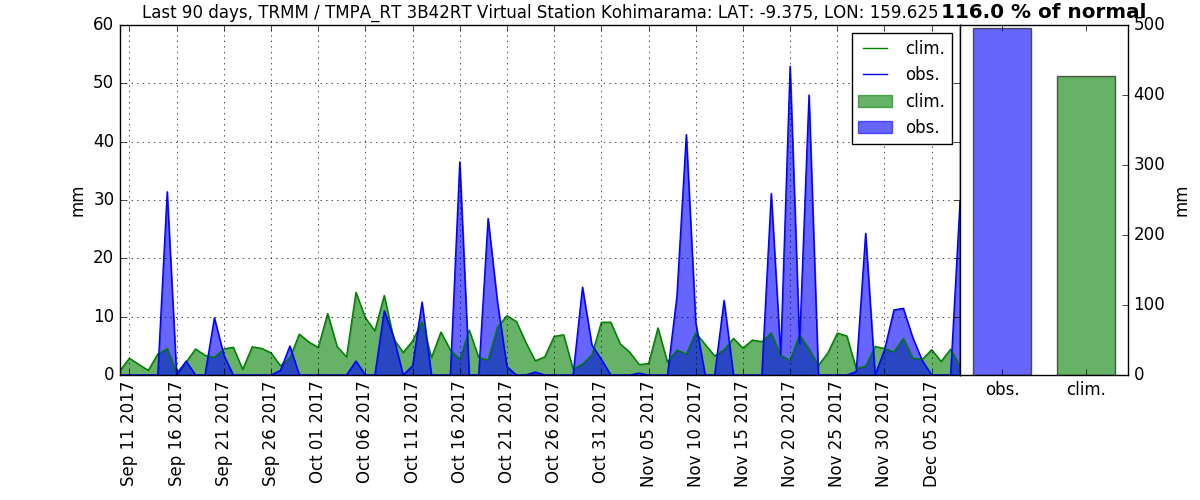 Last 90 days, TRMM / TMPA_RT 3B42RT Virtual Station Kohimarama: LAT: -9.375, LON: 159.625
116.0 % of normal
60
50
40
30
20
10
0
mm
clim.
obs.
clim.
obs.
Sep 11 2017
Sep 16 2017
Sep 21 2017
Sep 26 2017
Oct 01 2017
Oct 06 2017
Oct 11 2017
Oct 16 2017
Oct 21 2017
Oct 26 2017
Oct 31 2017
Nov 05 2017
Nov 10 2017
Nov 15 2017
Nov 20 2017
Nov 25 2017
Nov 30 2017
Dec 05 2017
500
400
300
200
100
0
mm
obs.
clim.